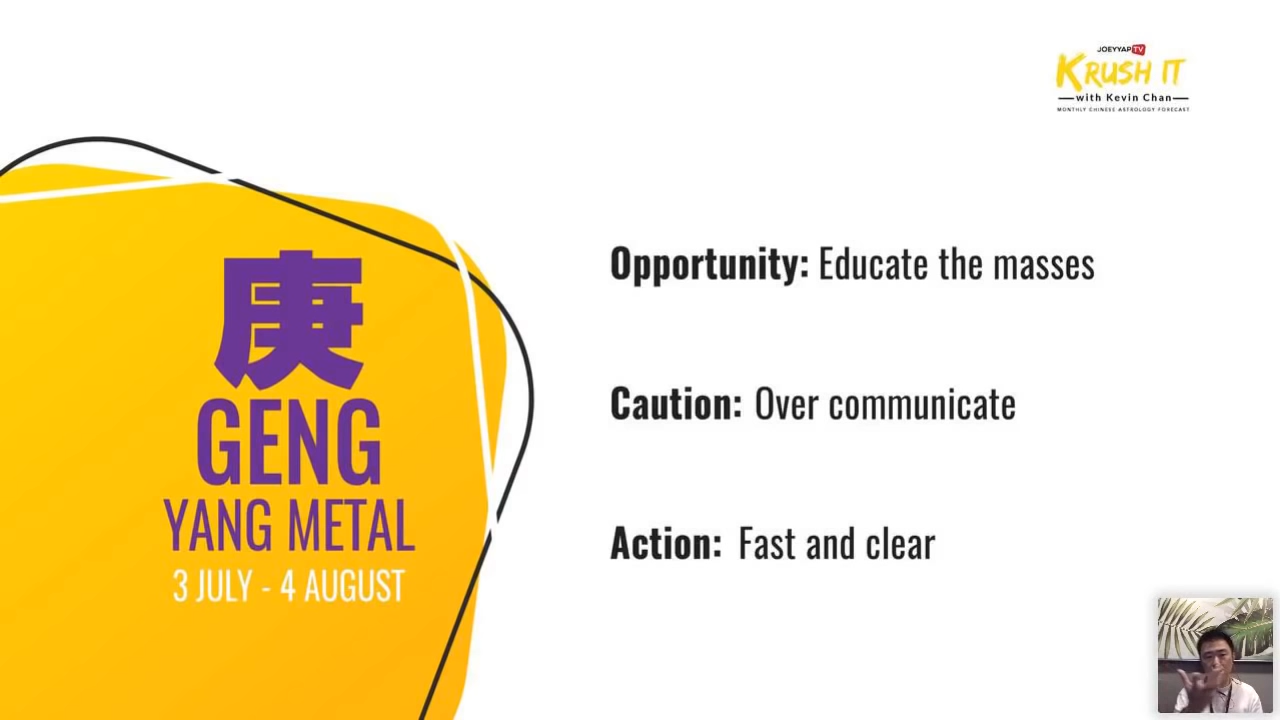 JOEYYAP TV
KRUSH IT
with Kevin Chan
MONTHLY CHINESE ASTROLOGY FORECAST
庚
GENG
YANG METAL
3 JULY - 4 AUGUST
Opportunity: Educate the masses
Caution: Over communicate
Action: Fast and clear